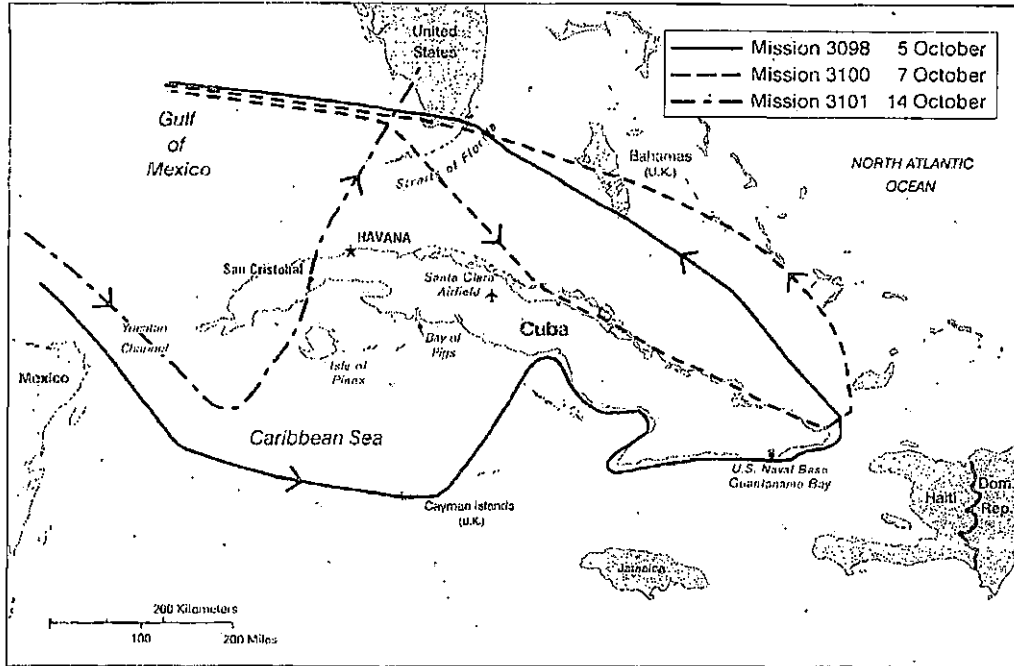 United
States
Mission 3098 5 October
Mission 3100 7 October
Mission 3101 14 October
Gulf
of
Mexico
Straits of Florida
Bahamas
(U.K.)
NORTH ATLANTIC
OCEAN
HAVANA
San Cristobal
Santa Clara
Airfield
Yucatan
Channel
Cuba
Bay of
Pigs
Isle of
Pines
Mexico
Caribbean Sea
U.S. Naval Base
Guantanamo Bay
Cayman Islands
(U.K.)
Haiti
Dom.
Rep.
Jamaica
200 Kilometers
100
200 Miles